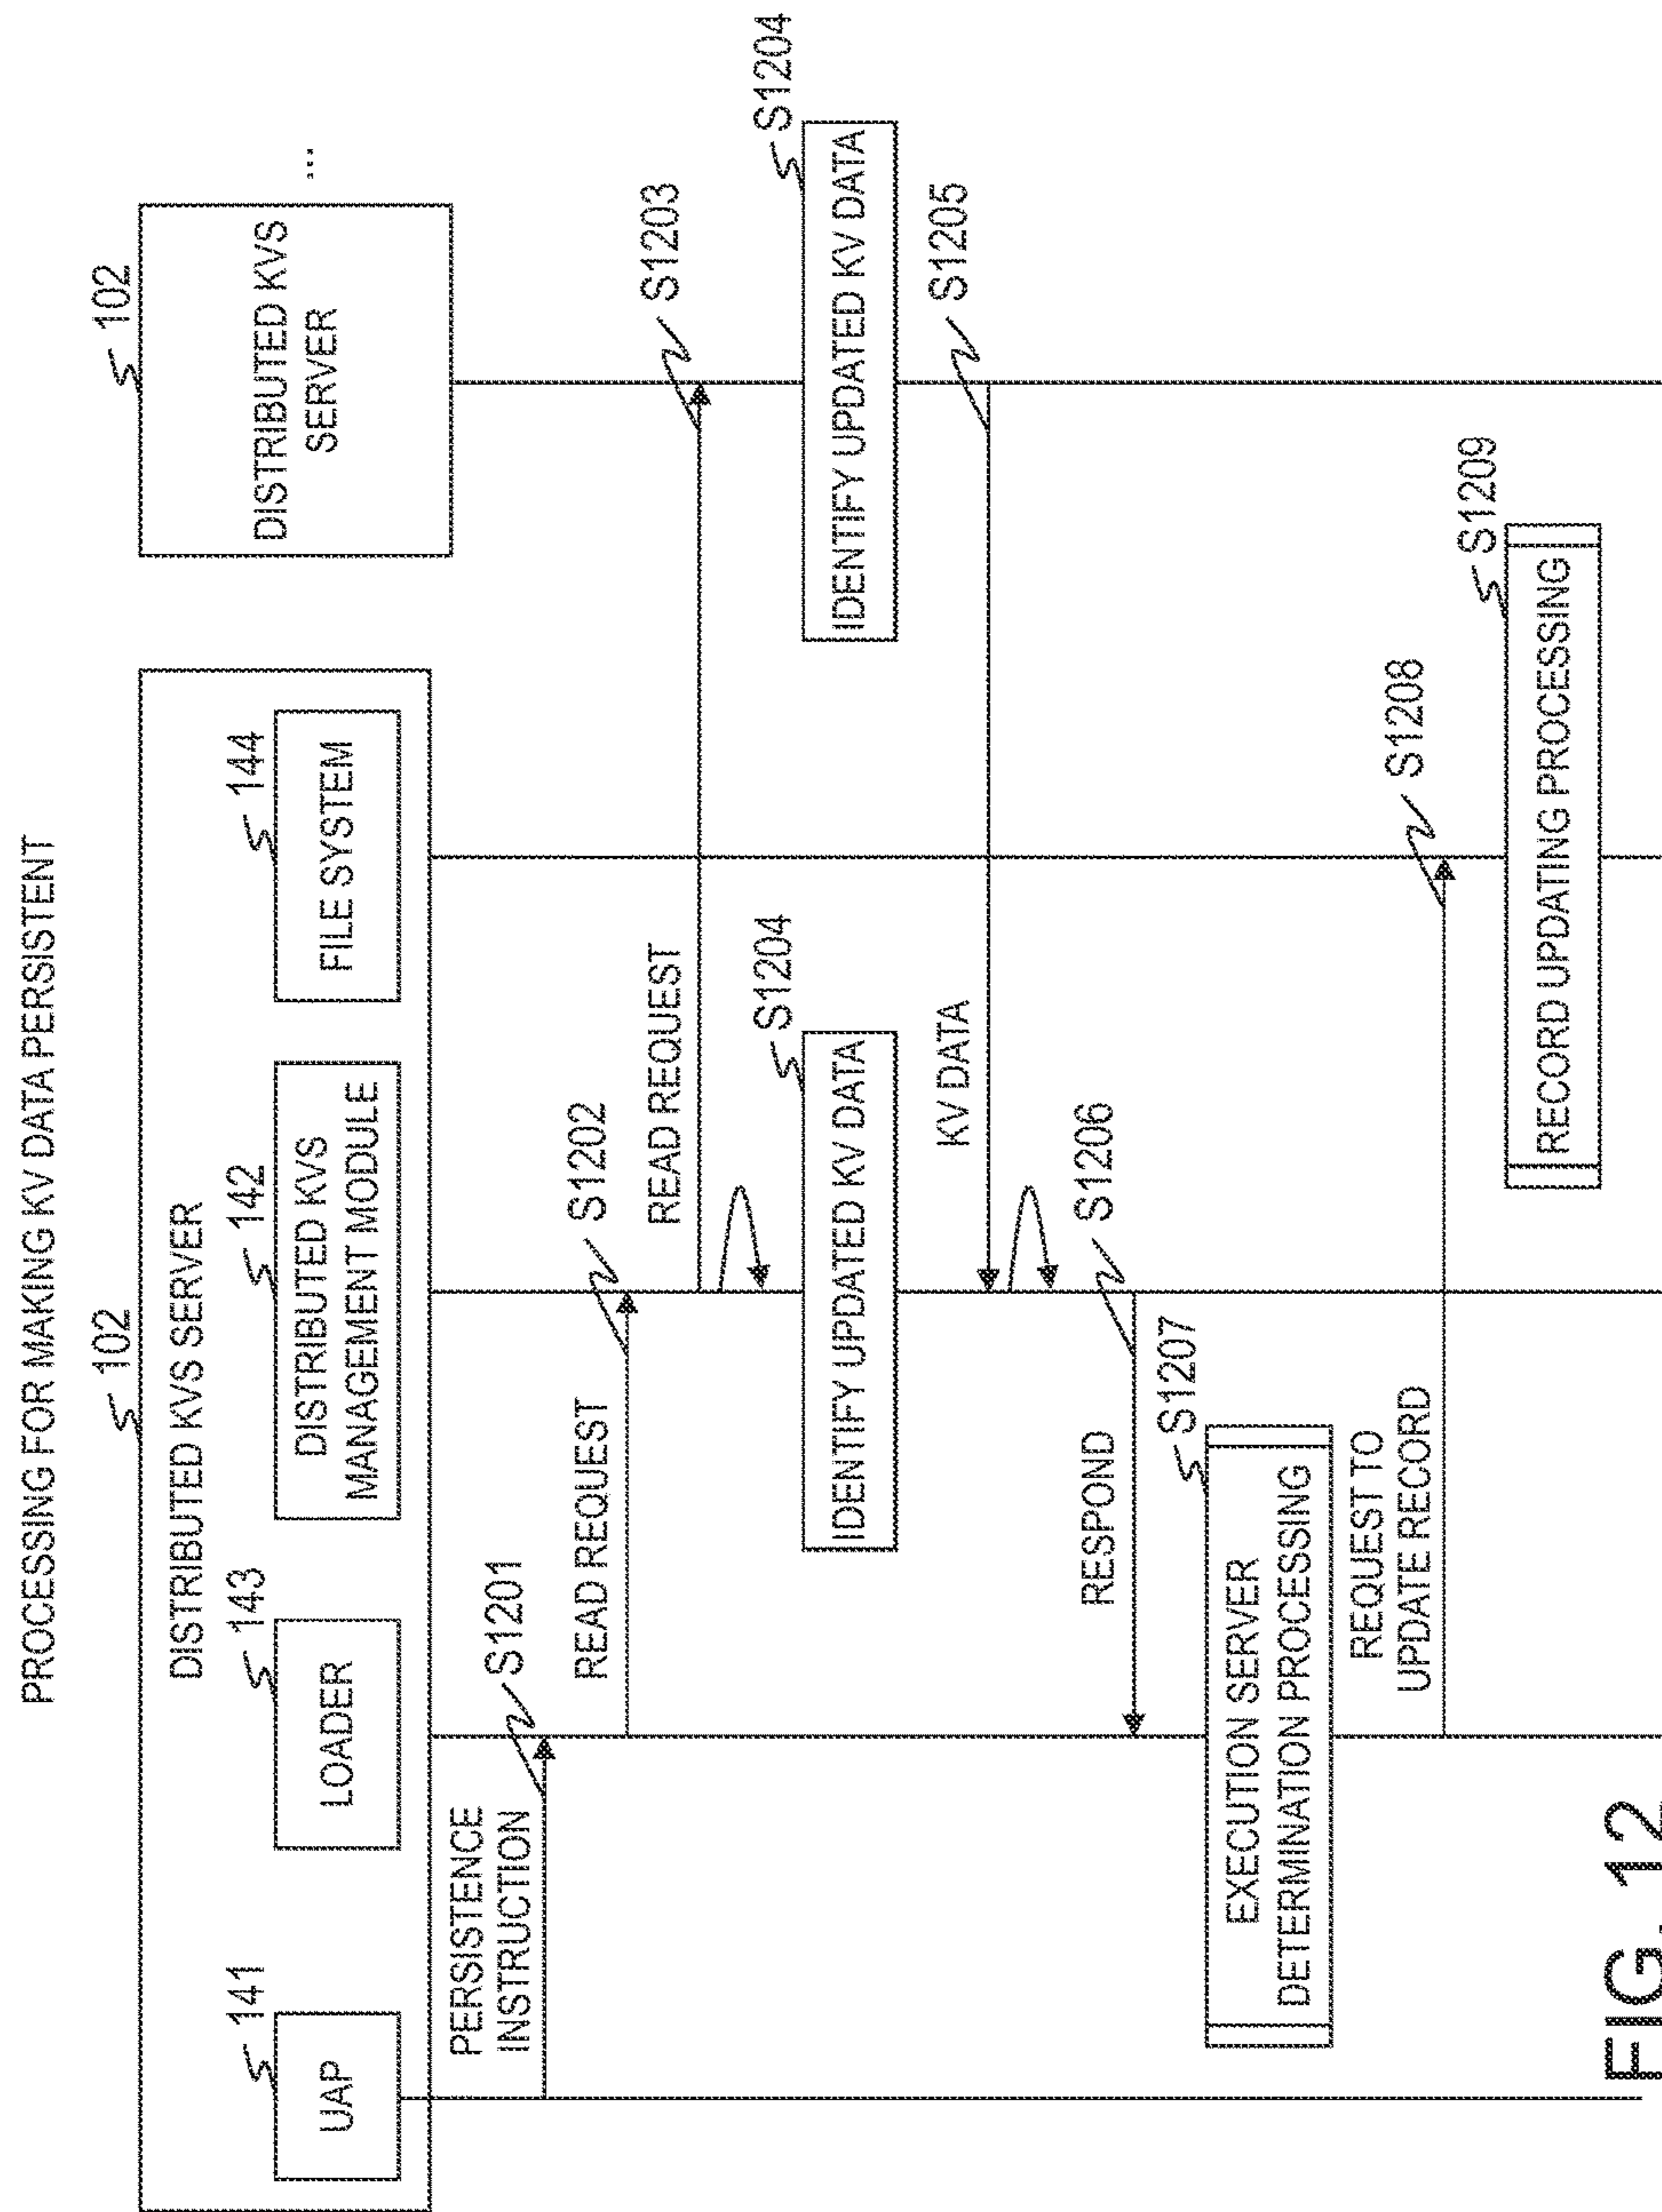 PROCESSING FOR MAKING KV DATA PERSISTENT
102
DISTRIBUTED KVS SERVER
141
UAP
143
LOADER
142
DISTRIBUTED KVS
MANAGEMENT MODULE
144
FILE SYSTEM
102
DISTRIBUTED KVS
SERVER
...
PERSISTENCE
INSTRUCTION
S1201
READ REQUEST
S1202
READ REQUEST
S1203
S1204
IDENTIFY UPDATED KV DATA
S1204
IDENTIFY UPDATED KV DATA
KV DATA
S1205
RESPOND
S1206
S1207
EXECUTION SERVER
DETERMINATION PROCESSING
REQUEST TO
UPDATE RECORD
S1208
S1209
RECORD UPDATING PROCESSING
FIG. 12